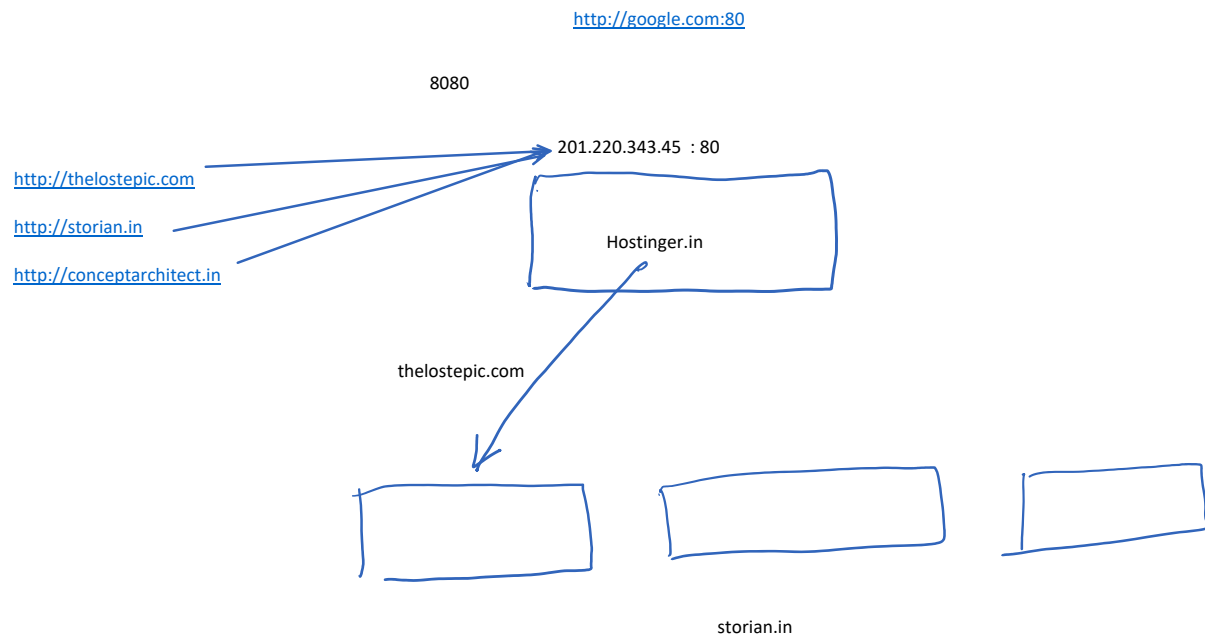 http://google.com:80
8080
201.220.343.45 : 80
http://thelostepic.com
http://storian.in
http://conceptarchitect.in
Hostinger.in
thelostepic.com
storian.in